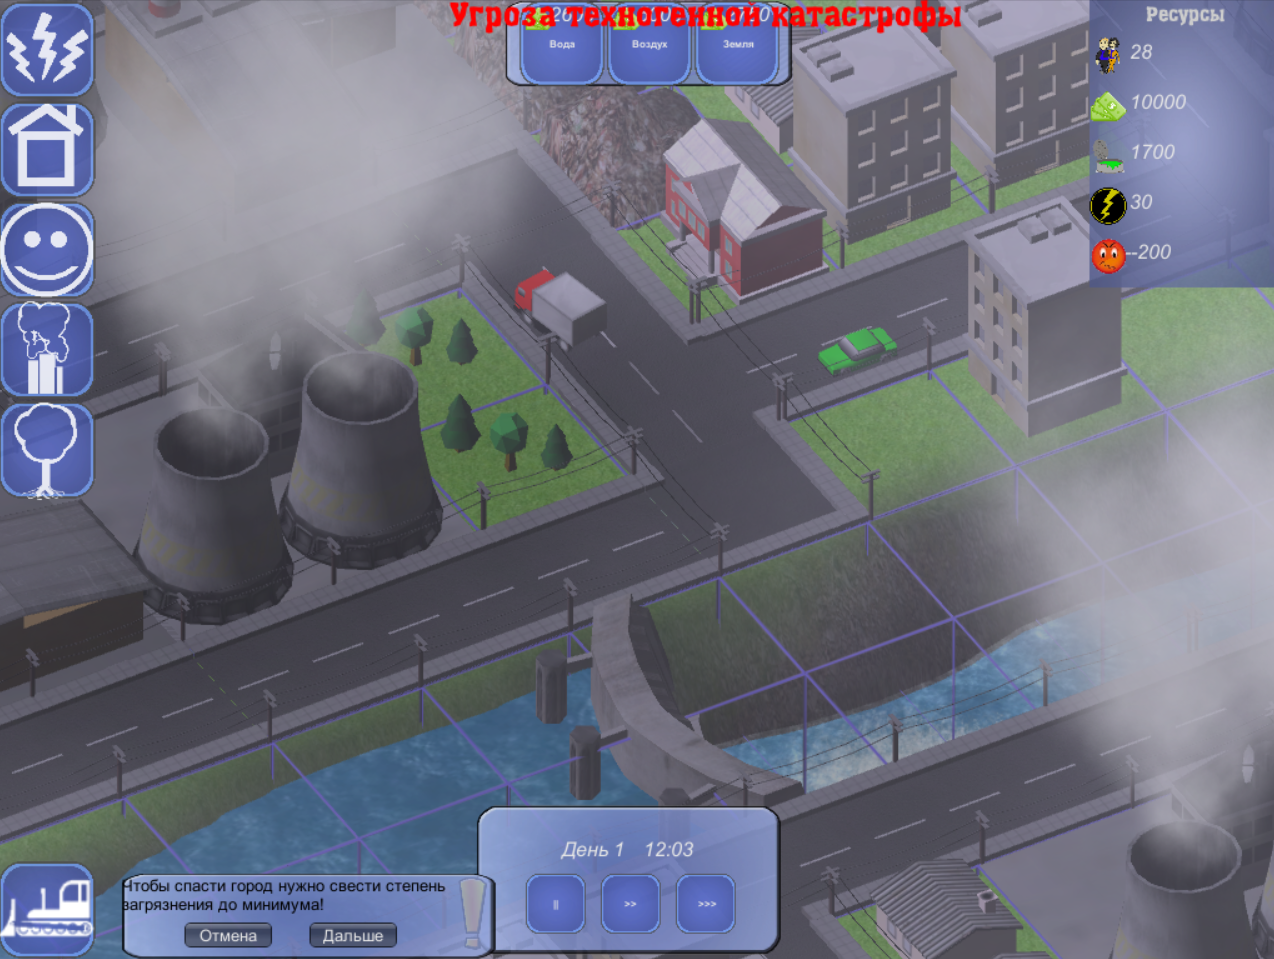 Угроза техногенной катастрофы
Вода
Воздух
Земля
Ресурсы
28
10000
1700
30
--200
День 1 12:03
||
>>
>>>
Чтобы спасти город нужно свести степень
загрязнения до минимума!
Отмена
Дальше